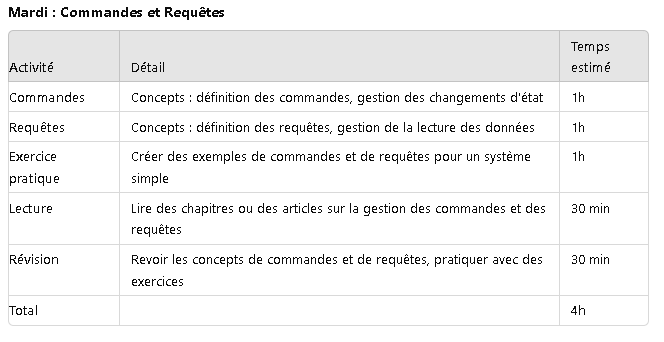 Mardi : Commandes et Requêtes
Temps
Activité Détail estimé
Commandes Concepts : définition des commandes, gestion des changements d'état 1h
Requêtes Concepts : définition des requêtes, gestion de la lecture des données 1h
Exercice Créer des exemples de commandes et de requêtes pour un système 1h
pratique simple
Lecture Lire des chapitres ou des articles sur la gestion des commandes et des 30 min
requêtes
Révision Revoir les concepts de commandes et de requêtes, pratiquer avec des 30 min
exercices
Total 4h